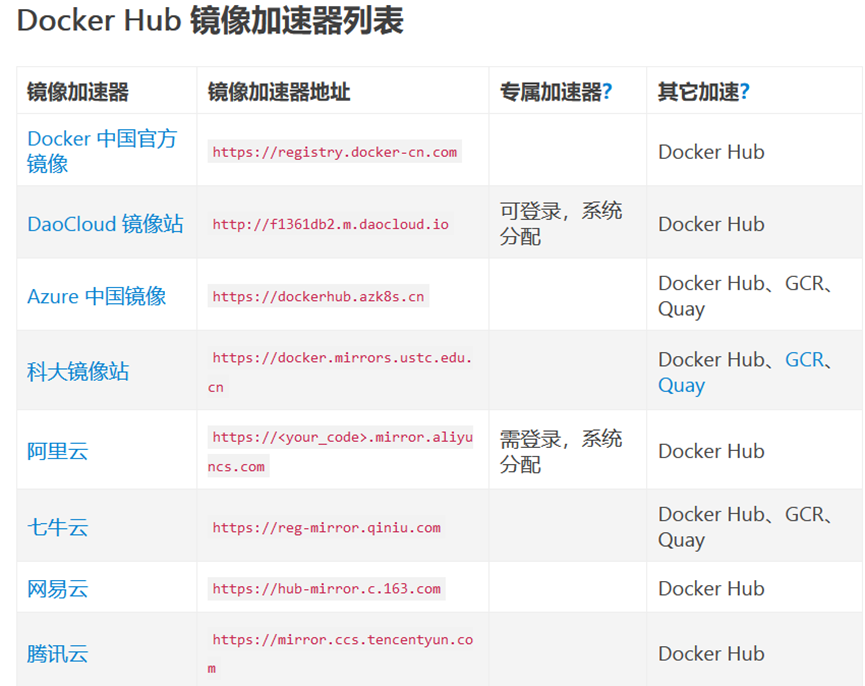 Docker Hub 镜像加速器列表
镜像加速器 镜像加速器地址 专属加速器? 其它加速?
Docker 中国官方
镜像
https://registry.docker-cn.com
Docker Hub
DaoCloud 镜像站
http://f1361db2.m.daocloud.io
可登录，系统
分配
Docker Hub
Azure 中国镜像
https://dockerhub.azk8s.cn
Docker Hub、GCR、
Quay
科大镜像站
https://docker.mirrors.ustc.edu.
cn
Docker Hub、GCR、
Quay
阿里云
https://<your_code>.mirror.aliyu
ncs.com
需登录，系统
分配
Docker Hub
七牛云
https://reg-mirror.qiniu.com
Docker Hub、GCR、
Quay
网易云
https://hub-mirror.c.163.com
Docker Hub
腾讯云
https://mirror.ccs.tencentyun.co
m
Docker Hub